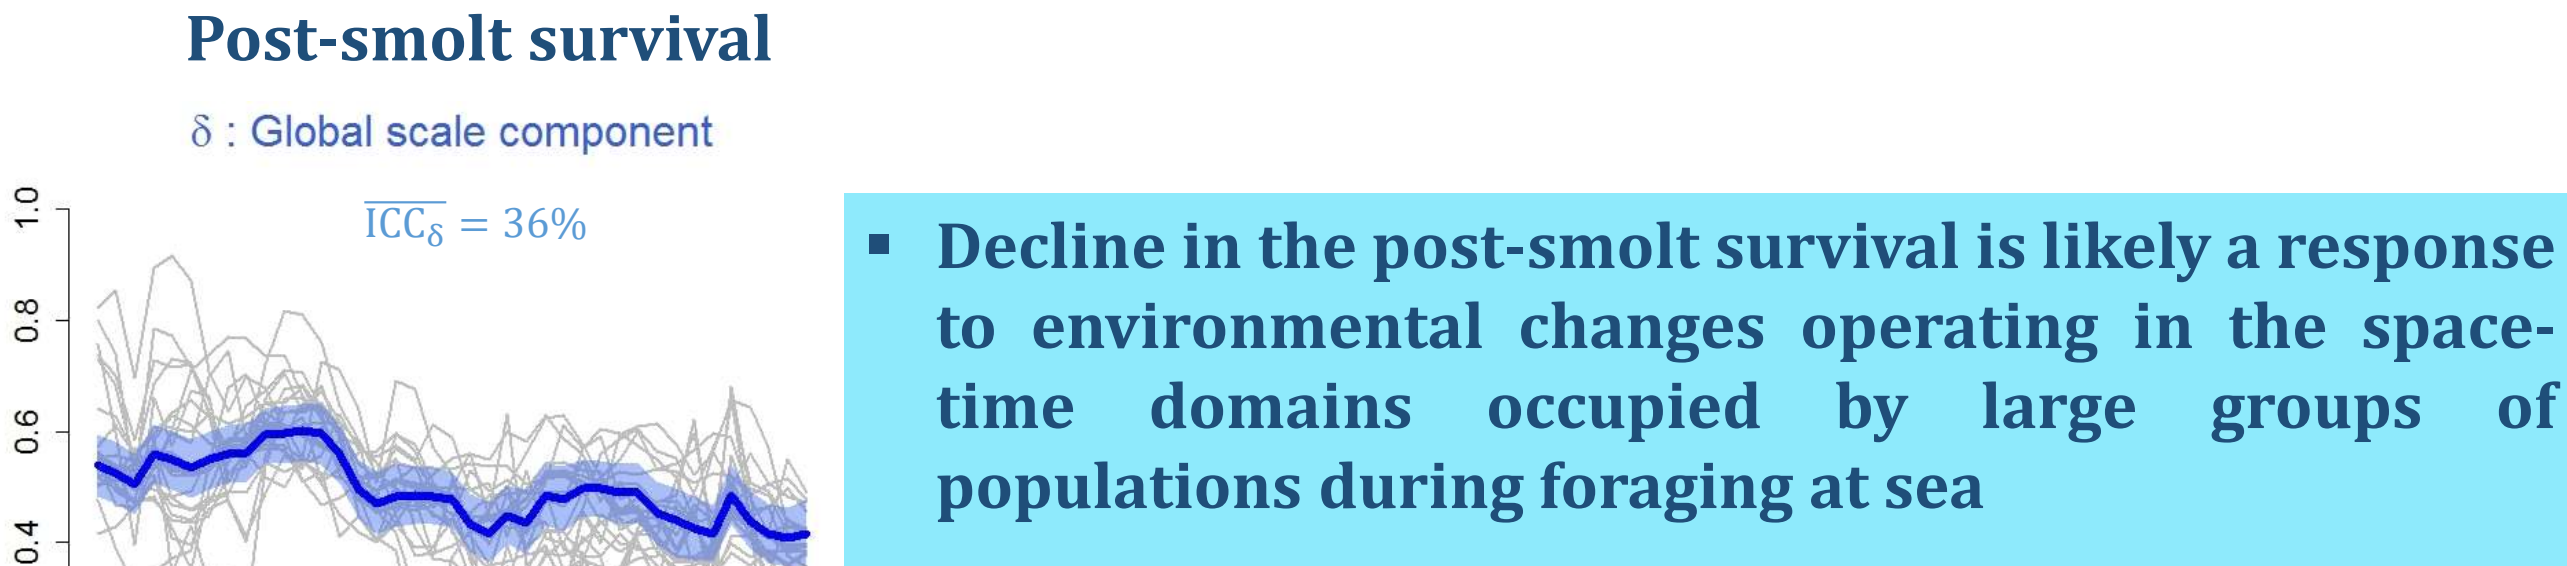 Post-smolt survival
δ : Global scale component
1.0
0.8
0.6
0.4
ICC_δ = 36%
▪ Decline in the post-smolt survival is likely a response
to environmental changes operating in the space-
time domains occupied by large groups of
populations during foraging at sea